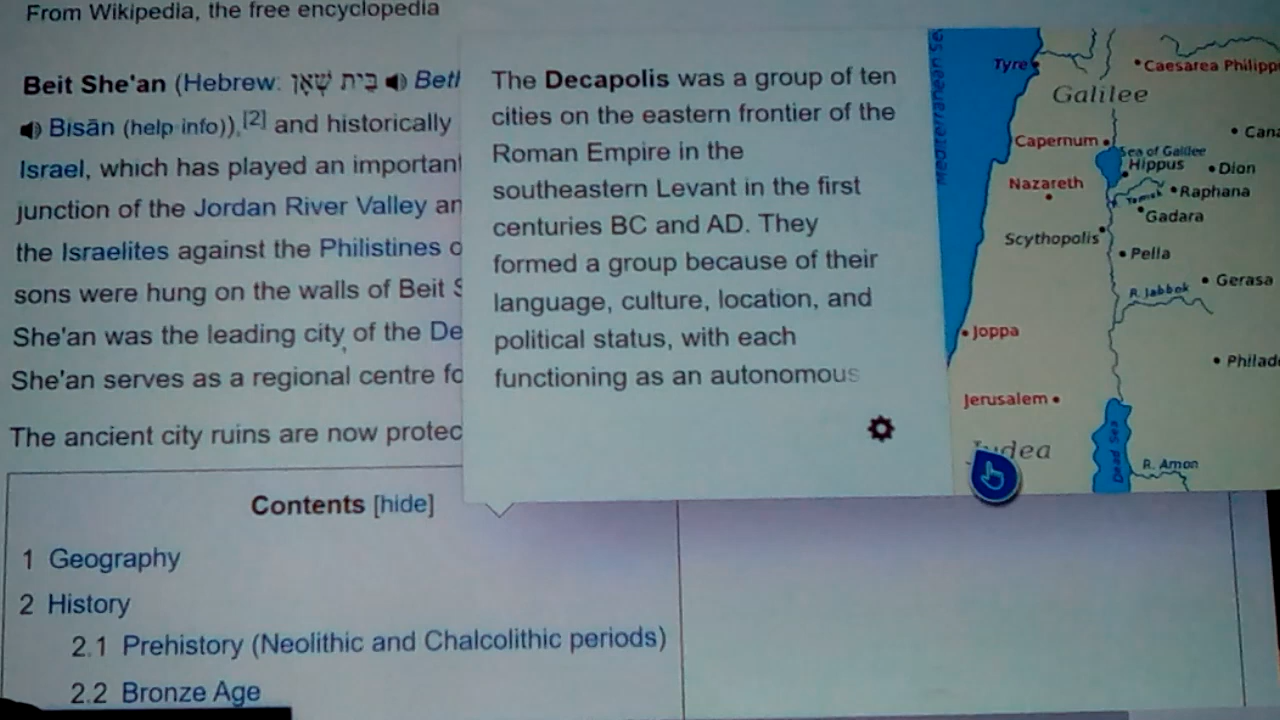 From Wikipedia, the free encyclopedia
Beit She'an (Hebrew: בֵּית שְׁאָן Bet
Bisān (help·info)),[2] and historically
Israel, which has played an important
junction of the Jordan River Valley an
the Israelites against the Philistines o
sons were hung on the walls of Beit S
She'an was the leading city of the De
She'an serves as a regional centre fo
The ancient city ruins are now protec
Contents [hide]
1 Geography
2 History
2.1 Prehistory (Neolithic and Chalcolithic periods)
2.2 Bronze Age
The Decapolis was a group of ten
cities on the eastern frontier of the
Roman Empire in the
southeastern Levant in the first
centuries BC and AD. They
formed a group because of their
language, culture, location, and
political status, with each
functioning as an autonomous
Mediterranean Se
Tyre
Caesarea Philipp
Galilee
Capernum
Cana
Sea of Galilee
Hippus
Dion
Nazareth
Raphana
Gadara
Scythopolis
Pella
R. Jabbok
Gerasa
Joppa
Philad
Jerusalem
Dead Sea
R. Arnon